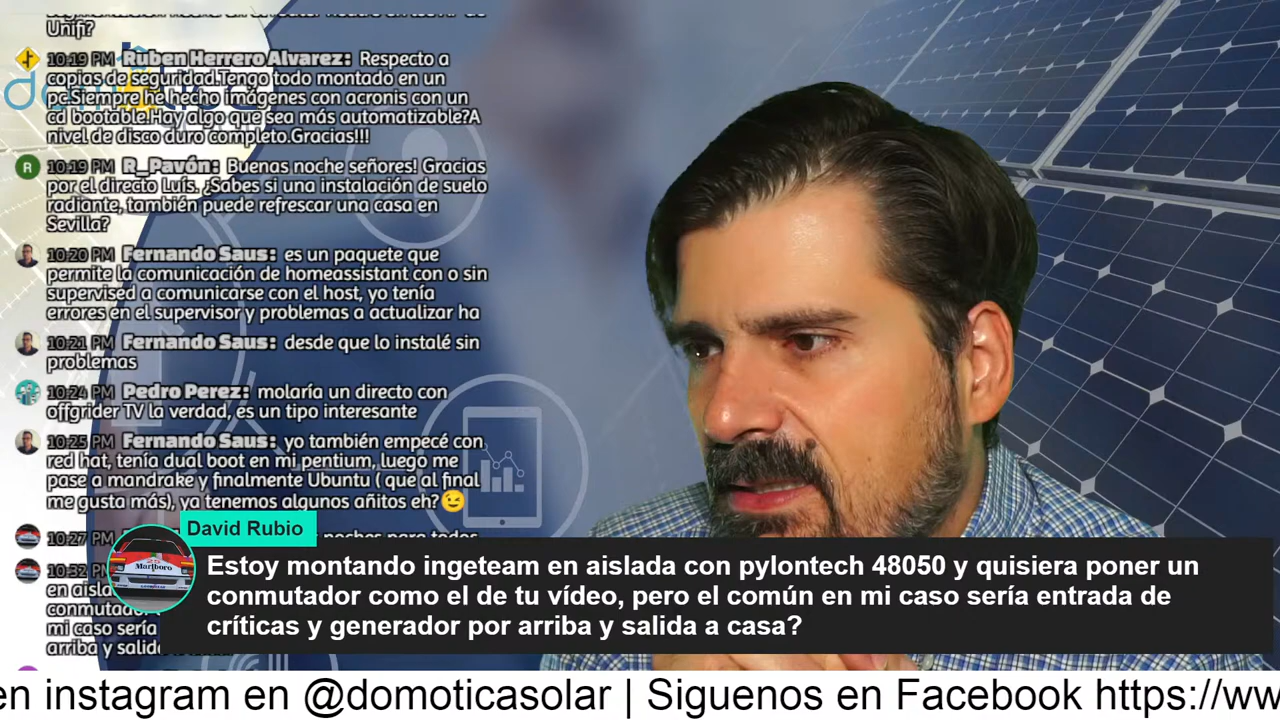 Unifi?
10:19 PM Ruben Herrero Alvarez: Respecto a
copias de seguridad.Tengo todo montado en un
pc.Siempre he hecho imágenes con acronis con un
cd bootable.Hay algo que sea más automatizable?A
nivel de disco duro completo.Gracias!!!
R
10:19 PM R_Pavón: Buenas noche señores! Gracias
por el directo Luís. ¿Sabes si una instalación de suelo
radiante, también puede refrescar una casa en
Sevilla?
10:20 PM Fernando Saus: es un paquete que
permite la comunicación de homeassistant con o sin
supervised a comunicarse con el host, yo tenía
errores en el supervisor y problemas a actualizar ha
10:21 PM Fernando Saus: desde que lo instalé sin
problemas
10:24 PM Pedro Perez: molaría un directo con
offgrider TV la verdad, es un tipo interesante
10:25 PM Fernando Saus: yo también empecé con
red hat, tenía dual boot en mi pentium, luego me
pase a mandrake y finalmente Ubuntu ( que al final
me gusta más), ya tenemos algunos añitos eh?😉
10:27 PM noches para todos
10:32 PM
en aisla
conmutado
mi caso sería
arriba y salida
David Rubio
Marlboro
Estoy montando ingeteam en aislada con pylontech 48050 y quisiera poner un
conmutador como el de tu vídeo, pero el común en mi caso sería entrada de
críticas y generador por arriba y salida a casa?
en instagram en @domoticasolar | Siguenos en Facebook https://ww